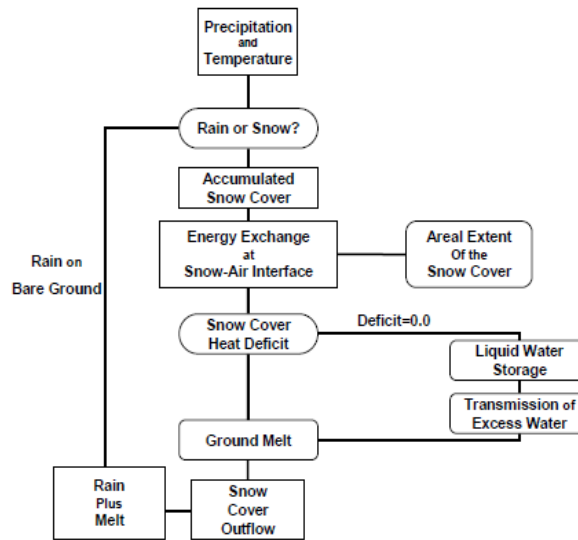 Precipitation
and
Temperature
Rain or Snow?
Accumulated
Snow Cover
Energy Exchange
at
Snow-Air Interface
Areal Extent
Of the
Snow Cover
Rain on
Bare Ground
Snow Cover
Heat Deficit
Deficit=0.0
Liquid Water
Storage
Transmission of
Excess Water
Ground Melt
Rain
Plus
Melt
Snow
Cover
Outflow